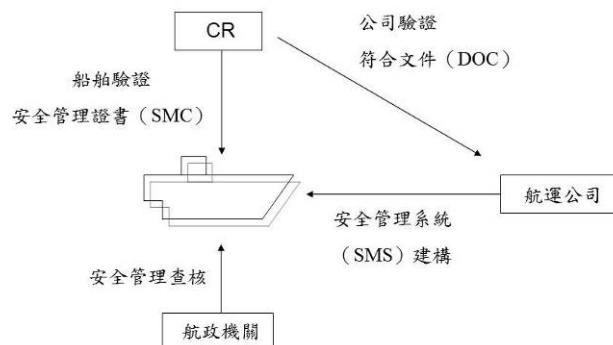 CR
公司驗證
符合文件（DOC）
船舶驗證
安全管理證書（SMC）
航運公司
安全管理系統
（SMS）建構
安全管理查核
航政機關